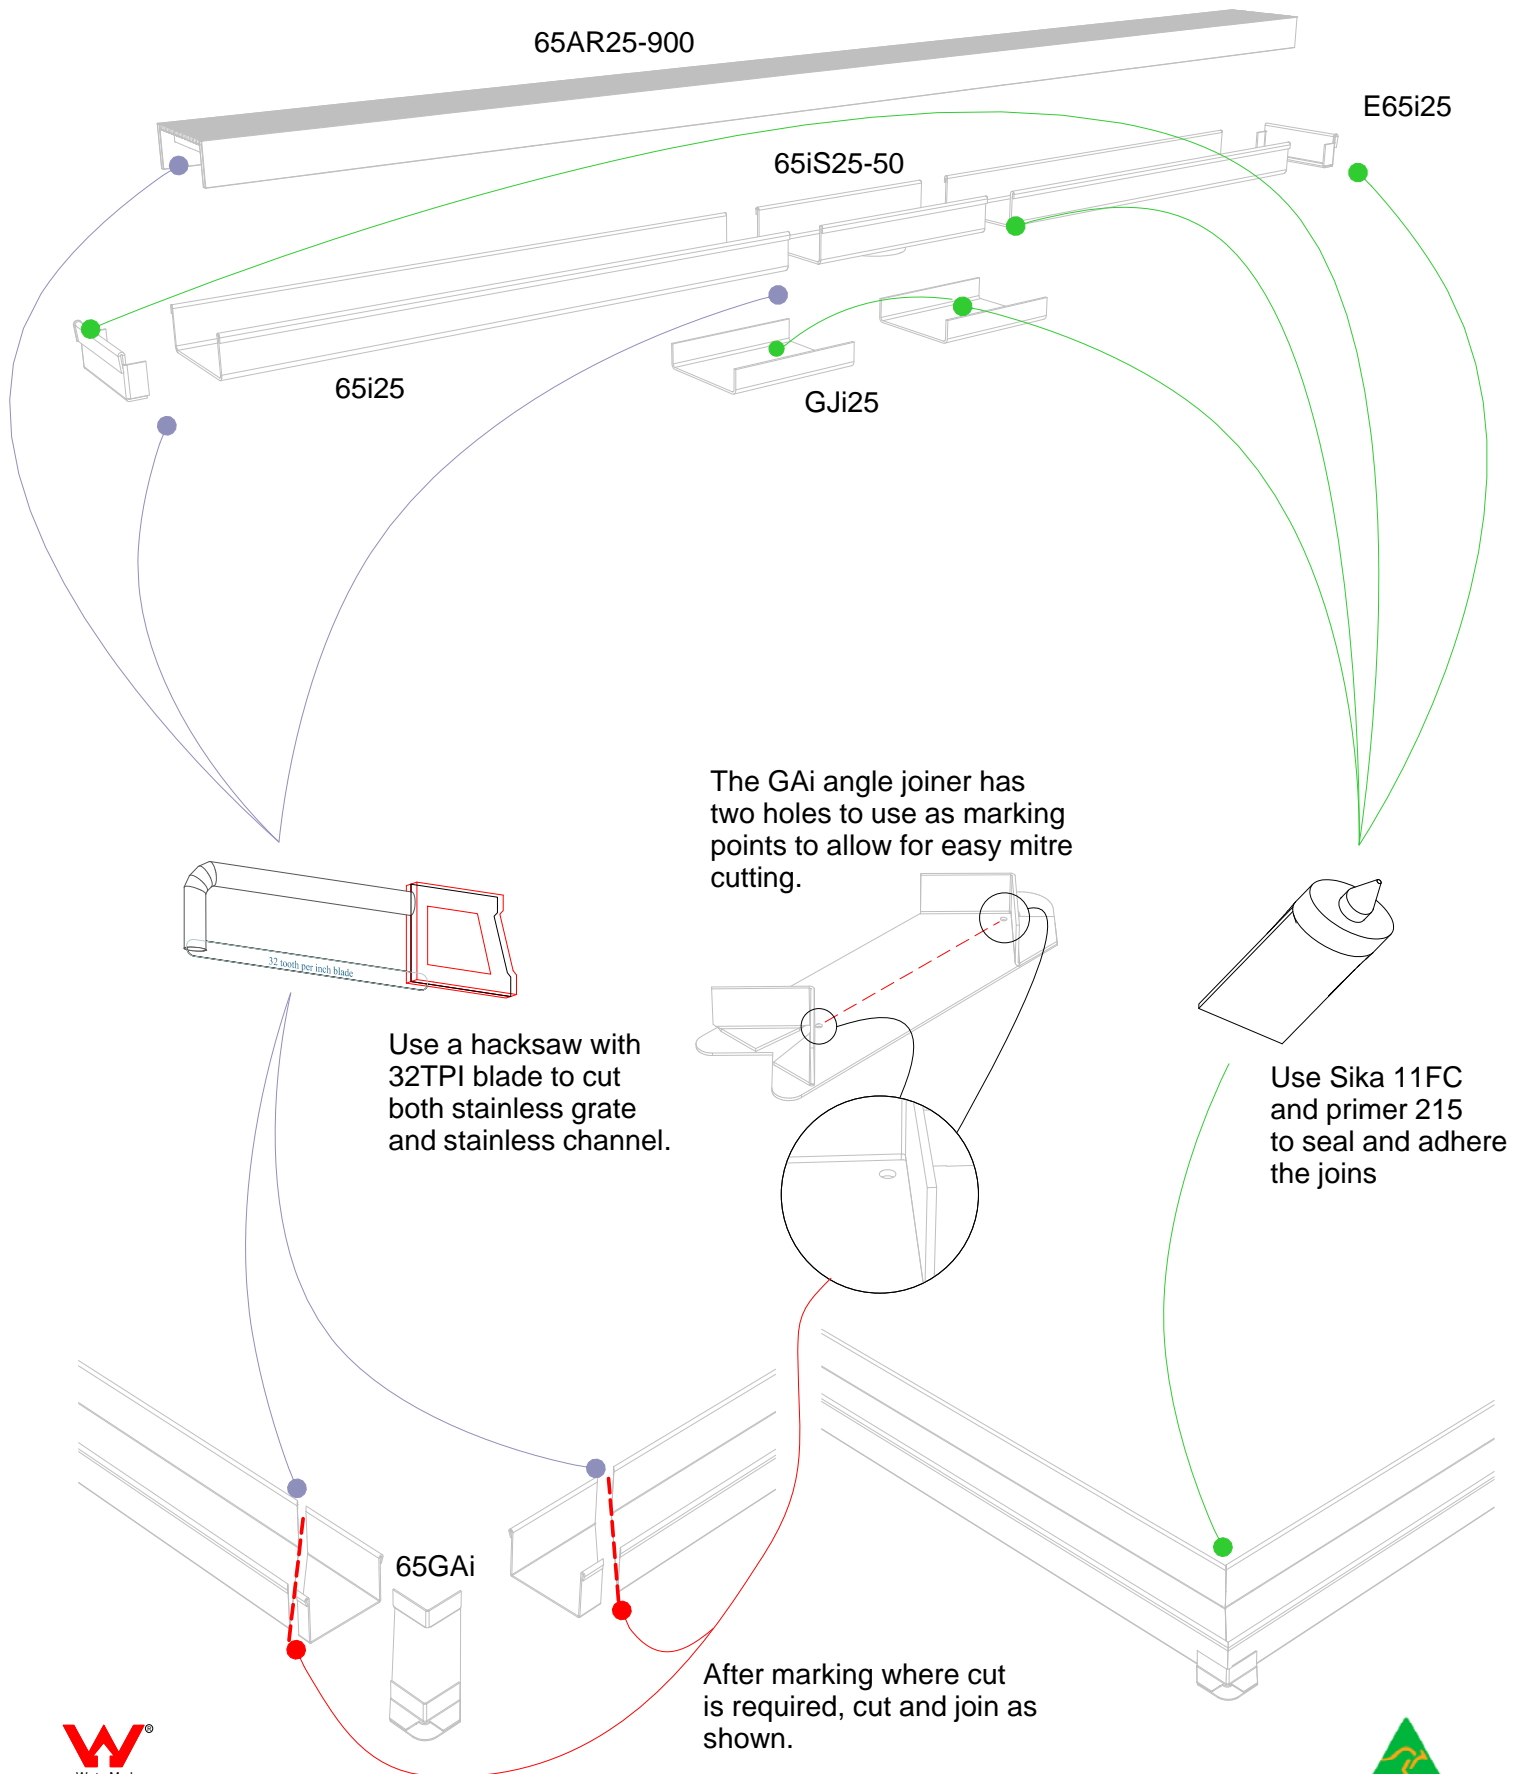 65AR25-900
E65i25
65iS25-50
65i25
GJi25
The GAi angle joiner has
two holes to use as marking
points to allow for easy mitre
cutting.
32 tooth per inch blade
Use a hacksaw with
32TPI blade to cut
both stainless grate
and stainless channel.
Use Sika 11FC
and primer 215
to seal and adhere
the joins
65GAi
After marking where cut
is required, cut and join as
shown.
®